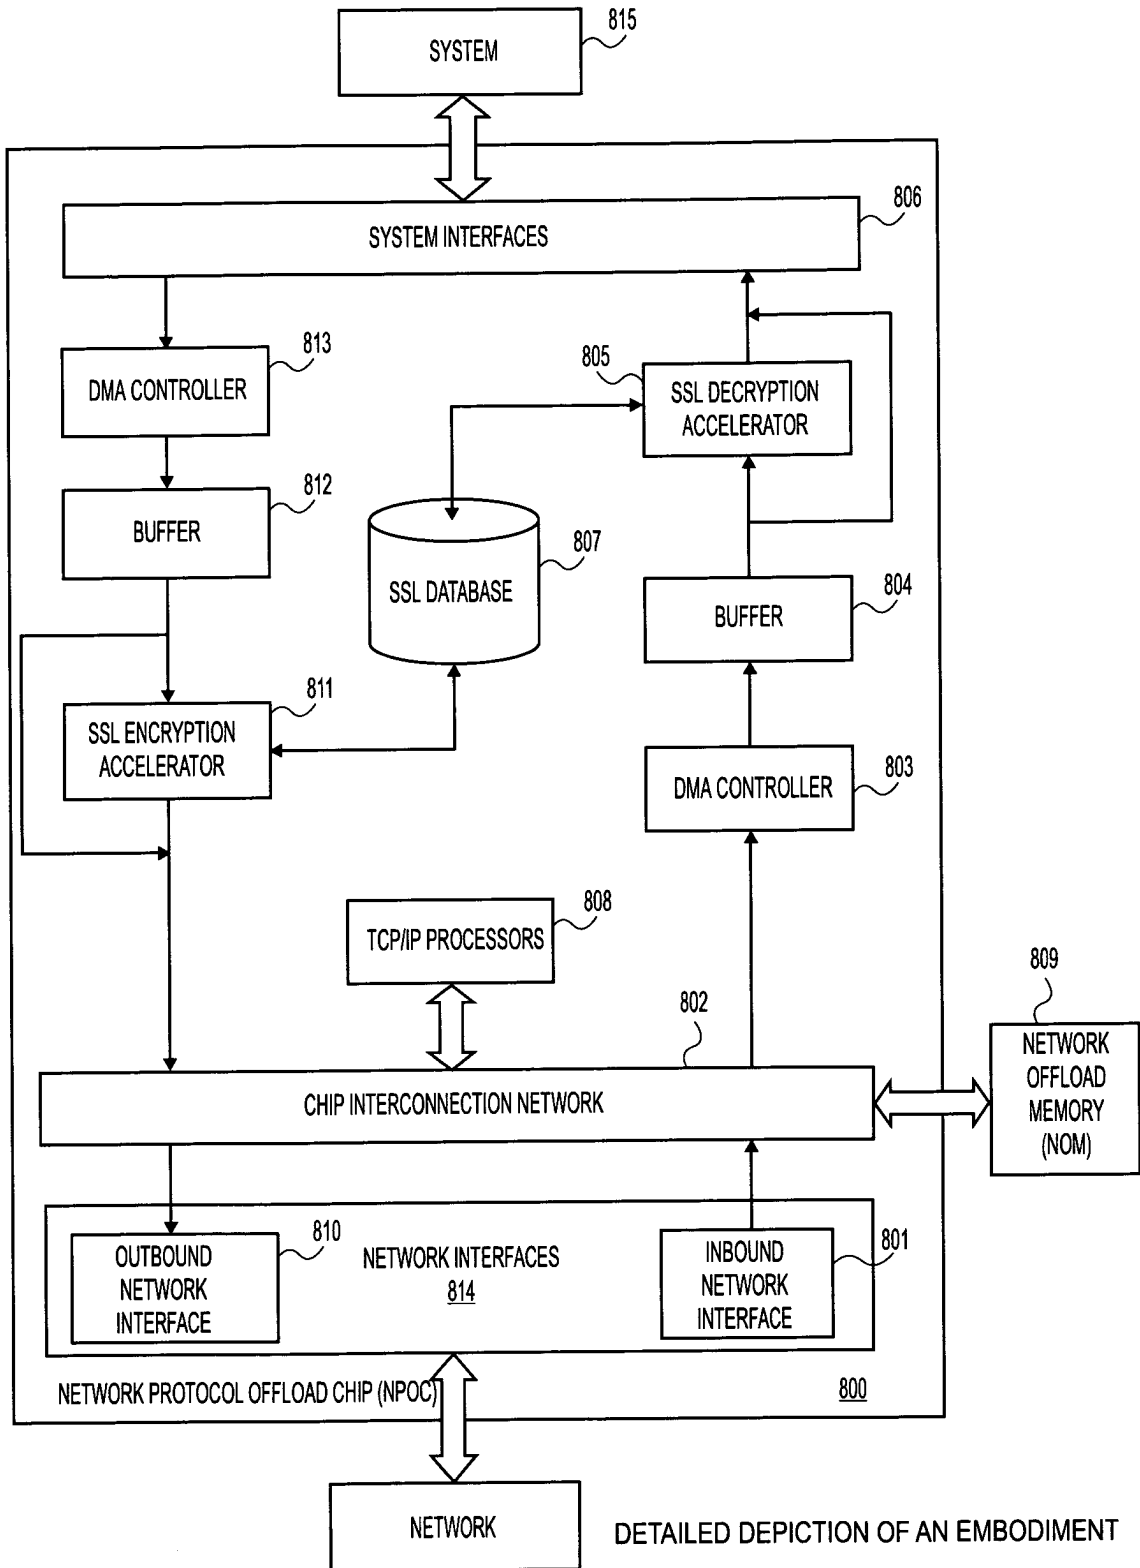 815
SYSTEM
806
SYSTEM INTERFACES
813
DMA CONTROLLER
805
SSL DECRYPTION
ACCELERATOR
812
BUFFER
807
SSL DATABASE
804
BUFFER
811
SSL ENCRYPTION
ACCELERATOR
803
DMA CONTROLLER
808
TCP/IP PROCESSORS
802
809
NETWORK
OFFLOAD
MEMORY
(NOM)
CHIP INTERCONNECTION NETWORK
810
OUTBOUND
NETWORK
INTERFACE
NETWORK INTERFACES
814
801
INBOUND
NETWORK
INTERFACE
NETWORK PROTOCOL OFFLOAD CHIP (NPOC)
800
NETWORK
DETAILED DEPICTION OF AN EMBODIMENT